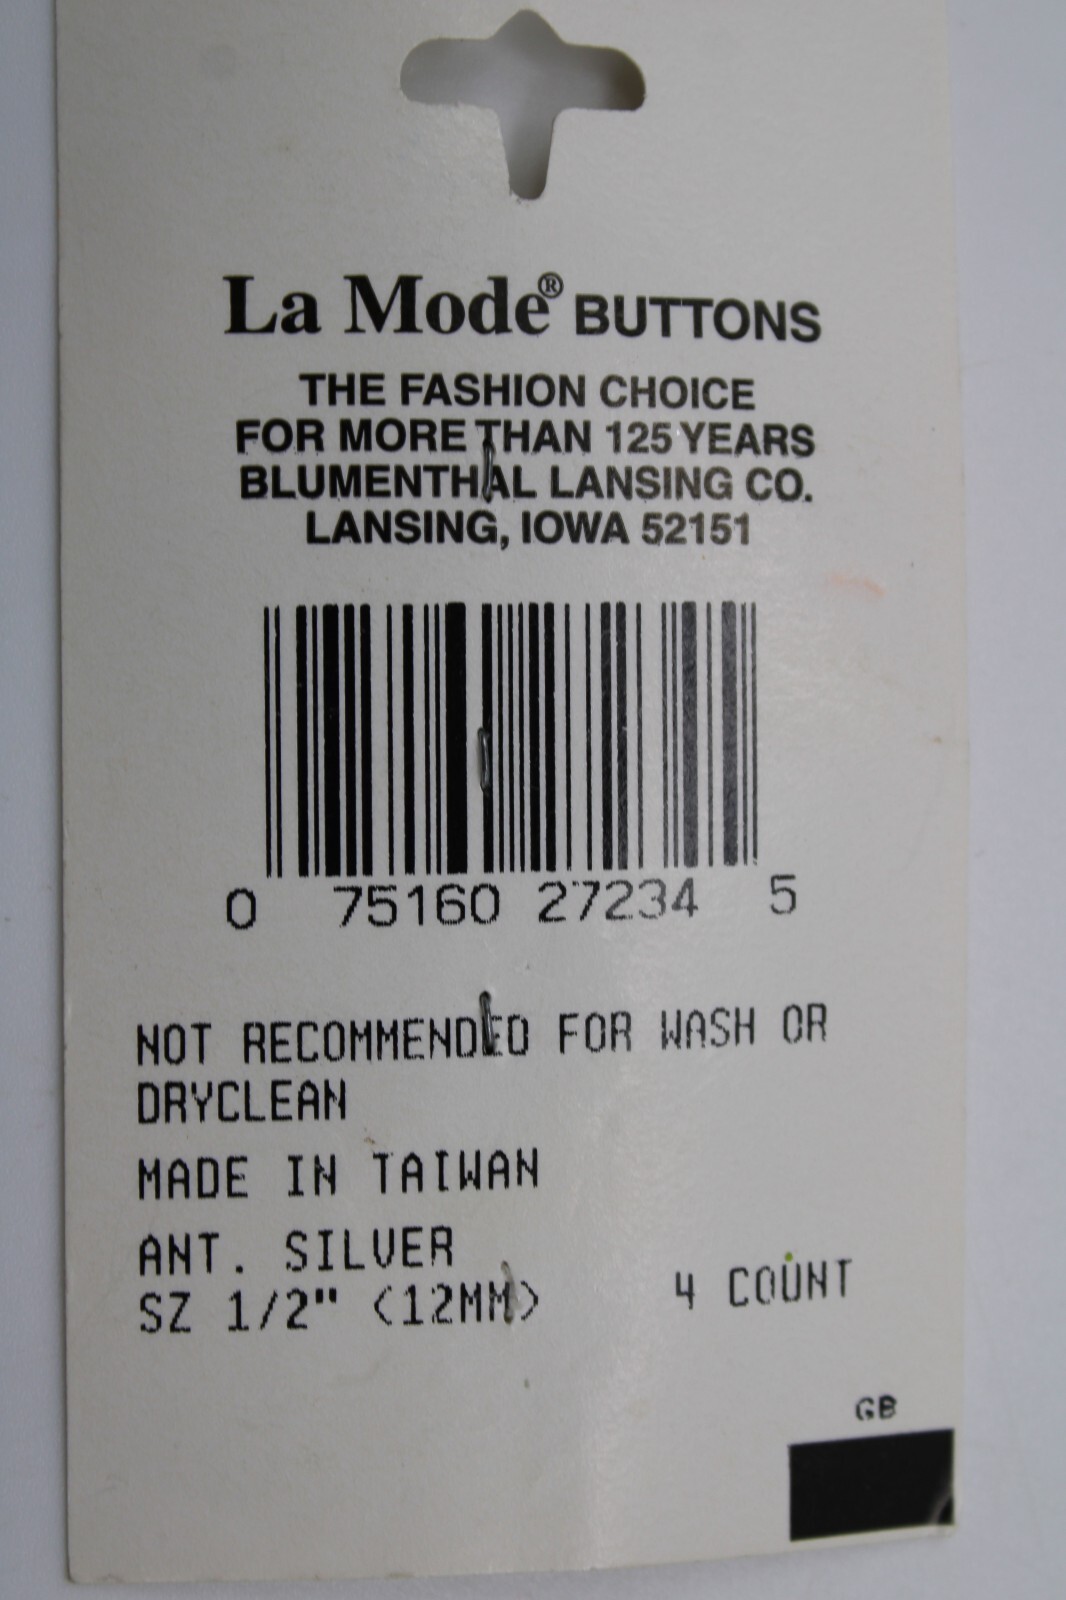 La Mode® BUTTONS
THE FASHION CHOICE
FOR MORE THAN 125 YEARS
BLUMENTHAL LANSING CO.
LANSING, IOWA 52151
0 75160 27234 5
NOT RECOMMENDED FOR WASH OR
DRYCLEAN
MADE IN TAIWAN
ANT. SILVER
SZ 1/2" (12MM) 4 COUNT
GB